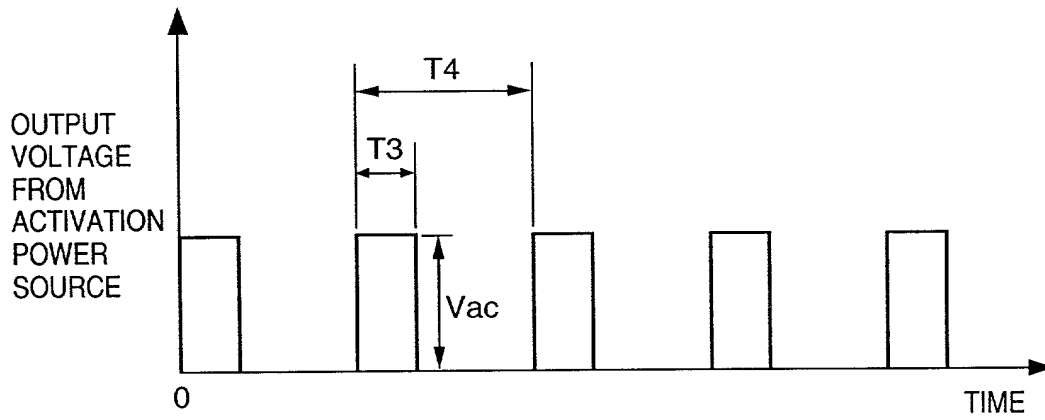 T4
OUTPUT
VOLTAGE
FROM
ACTIVATION
POWER
SOURCE
T3
Vac
0
TIME